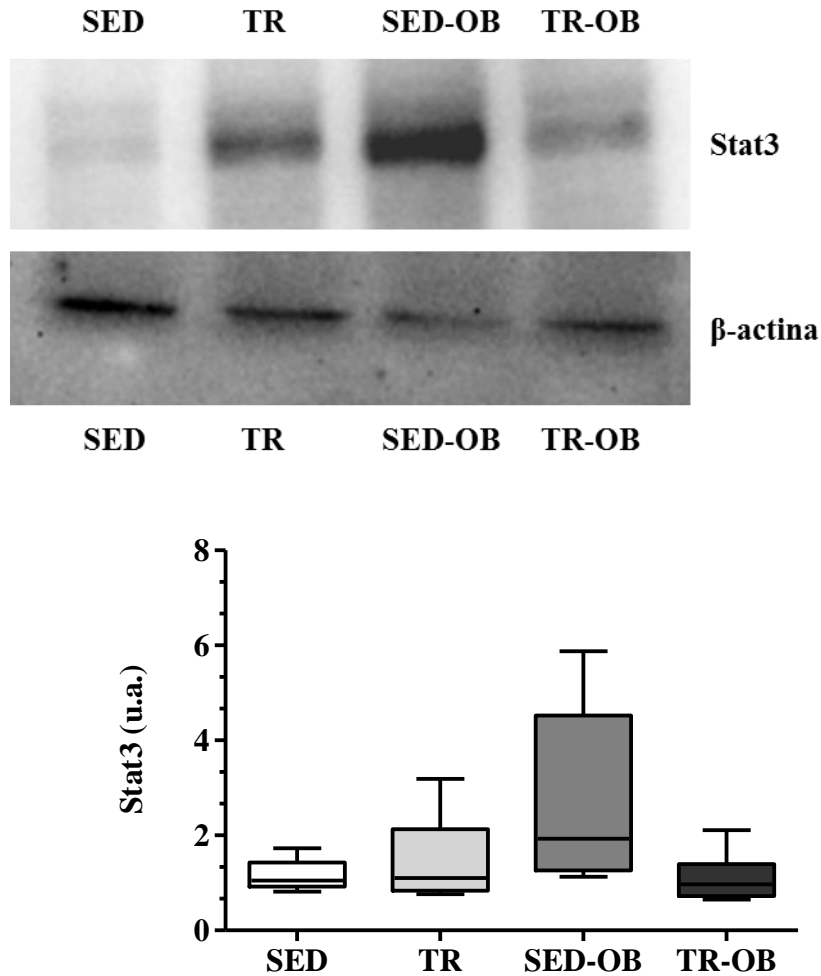 SED TR SED-OB TR-OB
Stat3
β-actina
SED TR SED-OB TR-OB
8
6
4
2
0
Stat3 (u.a.)
SED TR SED-OB TR-OB